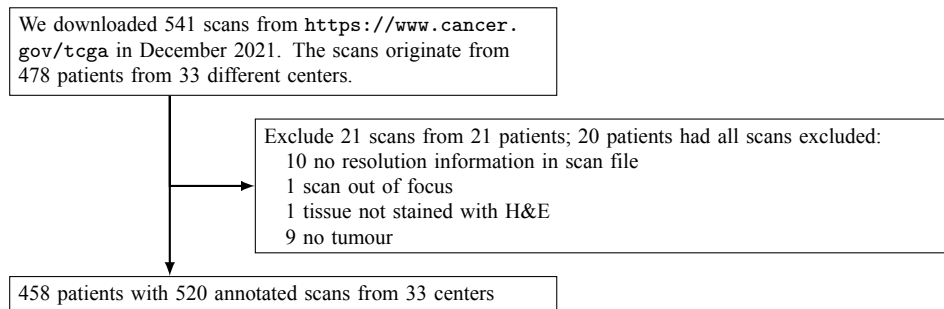 We downloaded 541 scans from https://www.cancer.
gov/tcga in December 2021. The scans originate from
478 patients from 33 different centers.
Exclude 21 scans from 21 patients; 20 patients had all scans excluded:
10 no resolution information in scan file
1 scan out of focus
1 tissue not stained with H&E
9 no tumour
458 patients with 520 annotated scans from 33 centers